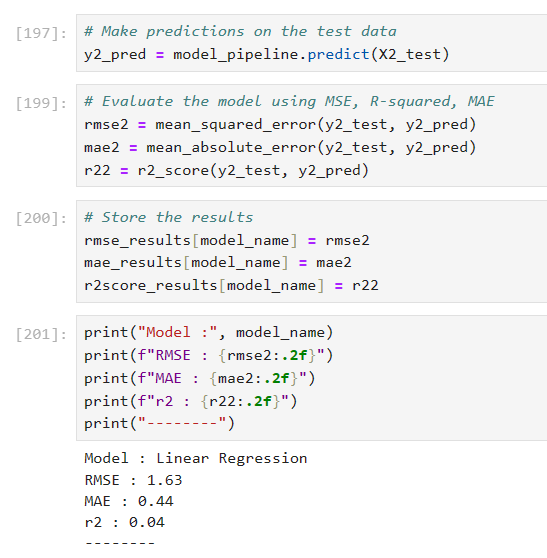 [197]: # Make predictions on the test data
y2_pred = model_pipeline.predict(X2_test)
[199]: # Evaluate the model using MSE, R-squared, MAE
rmse2 = mean_squared_error(y2_test, y2_pred)
mae2 = mean_absolute_error(y2_test, y2_pred)
r22 = r2_score(y2_test, y2_pred)
[200]: # Store the results
rmse_results[model_name] = rmse2
mae_results[model_name] = mae2
r2score_results[model_name] = r22
[201]: print("Model :", model_name)
print(f"RMSE : {rmse2:.2f}")
print(f"MAE : {mae2:.2f}")
print(f"r2 : {r22:.2f}")
print("--------")
Model : Linear Regression
RMSE : 1.63
MAE : 0.44
r2 : 0.04
--------